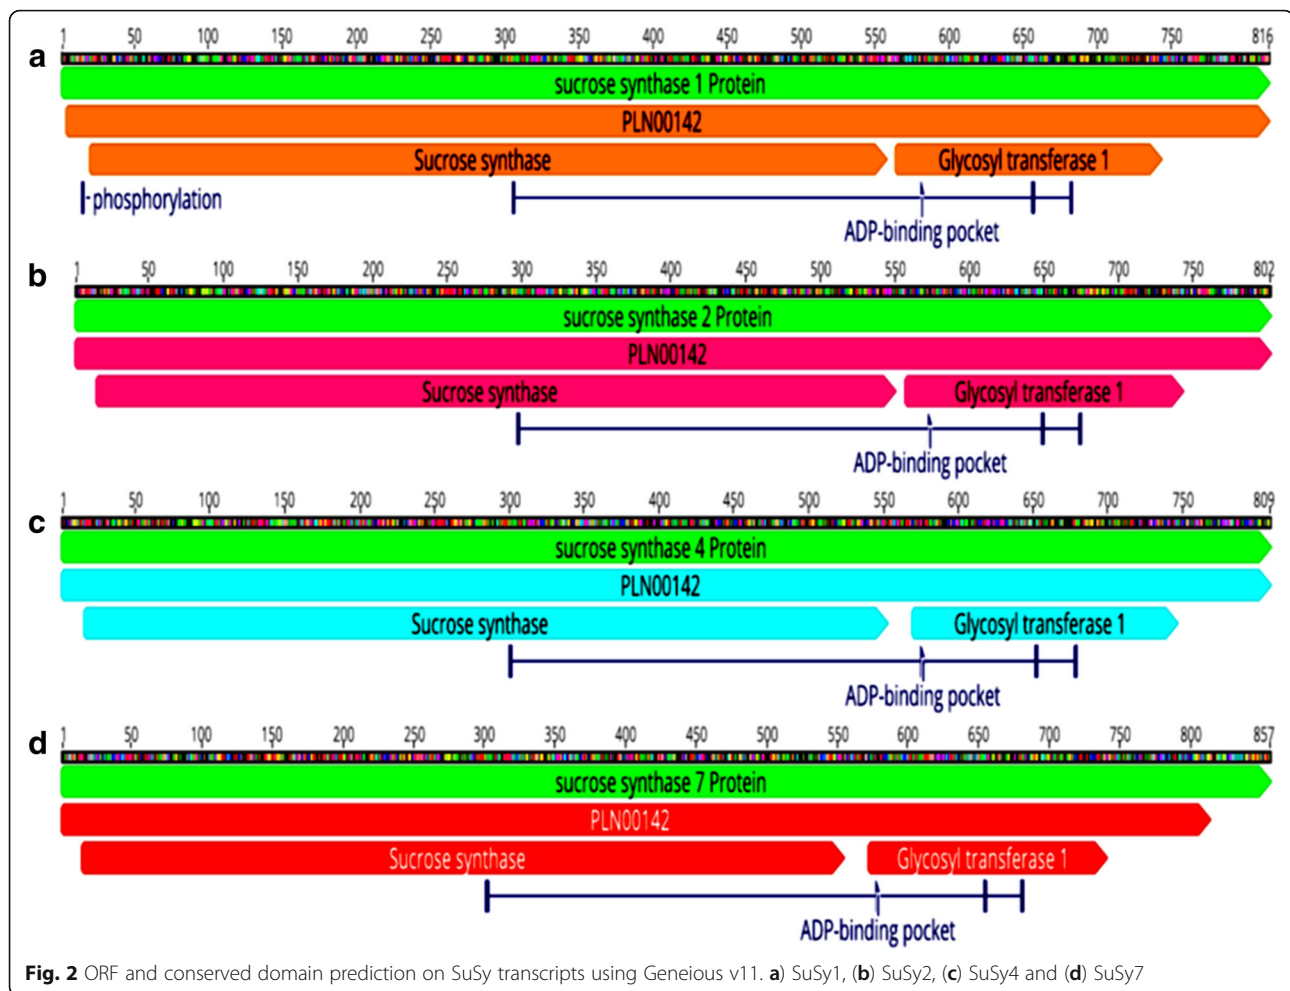 1 50 100 150 200 250 300 350 400 450 500 550 600 650 700 750 816
a
sucrose synthase 1 Protein
PLN00142
Sucrose synthase Glycosyl transferase 1
phosphorylation
ADP-binding pocket
1 50 100 150 200 250 300 350 400 450 500 550 600 650 700 750 802
b
sucrose synthase 2 Protein
PLN00142
Sucrose synthase Glycosyl transferase 1
ADP-binding pocket
1 50 100 150 200 250 300 350 400 450 500 550 600 650 700 750 809
c
sucrose synthase 4 Protein
PLN00142
Sucrose synthase Glycosyl transferase 1
ADP-binding pocket
1 50 100 150 200 250 300 350 400 450 500 550 600 650 700 750 800 857
d
sucrose synthase 7 Protein
PLN00142
Sucrose synthase Glycosyl transferase 1
ADP-binding pocket
Fig. 2 ORF and conserved domain prediction on SuSy transcripts using Geneious v11. a) SuSy1, (b) SuSy2, (c) SuSy4 and (d) SuSy7